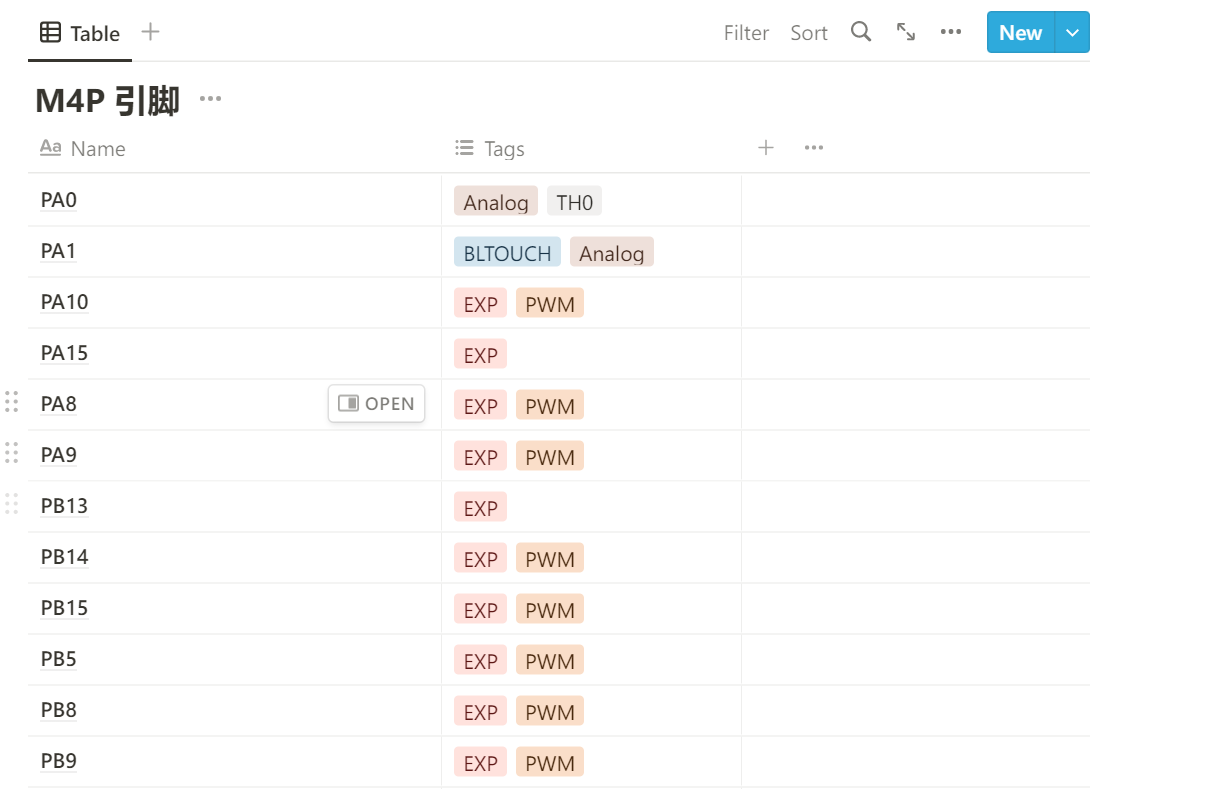 Table Filter Sort New
M4P 引脚
Aa Name Tags
PA0 Analog TH0
PA1 BLTOUCH Analog
PA10 EXP PWM
PA15 EXP
PA8 OPEN EXP PWM
PA9 EXP PWM
PB13 EXP
PB14 EXP PWM
PB15 EXP PWM
PB5 EXP PWM
PB8 EXP PWM
PB9 EXP PWM